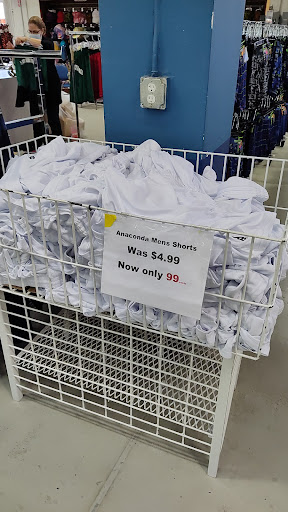 Anaconda Mens Shorts
Was $4.99
Now only 99